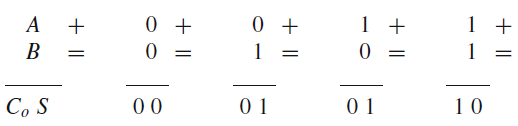 A + 0 + 0 + 1 + 1 +
B = 0 = 1 = 0 = 1 =
Cₒ S 0 0 0 1 0 1 1 0